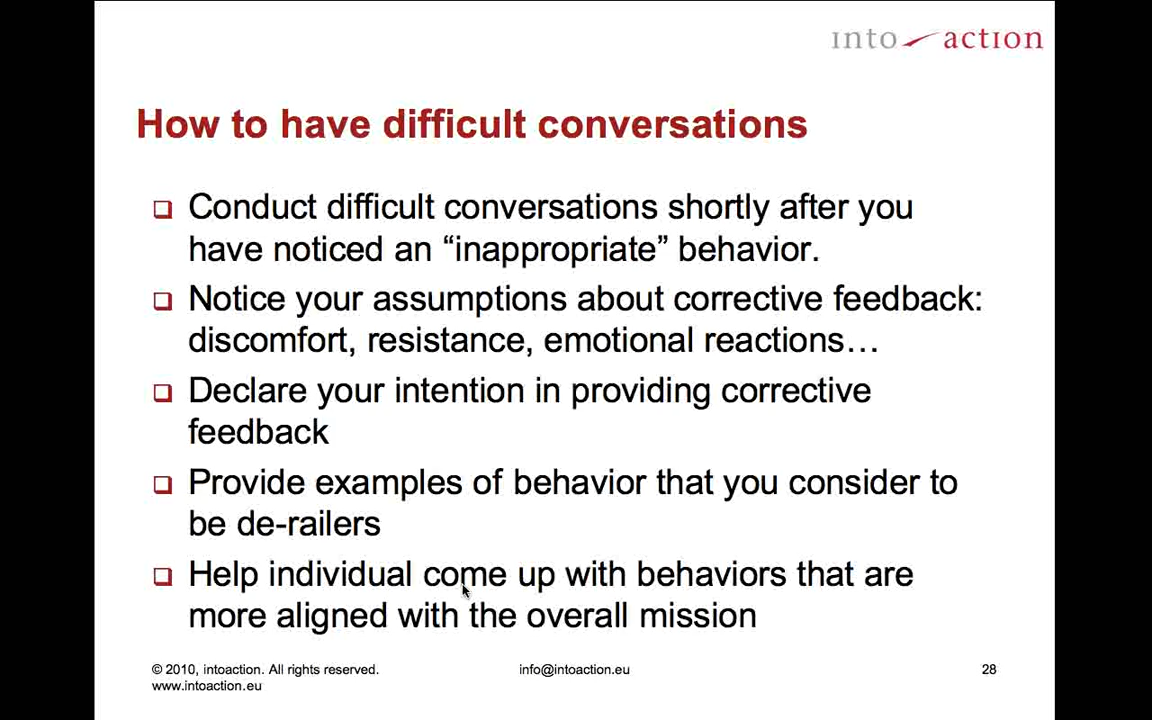 into action
How to have difficult conversations
❑ Conduct difficult conversations shortly after you
have noticed an “inappropriate” behavior.
❑ Notice your assumptions about corrective feedback:
discomfort, resistance, emotional reactions…
❑ Declare your intention in providing corrective
feedback
❑ Provide examples of behavior that you consider to
be de-railers
❑ Help individual come up with behaviors that are
more aligned with the overall mission
© 2010, intoaction. All rights reserved. info@intoaction.eu 28
www.intoaction.eu